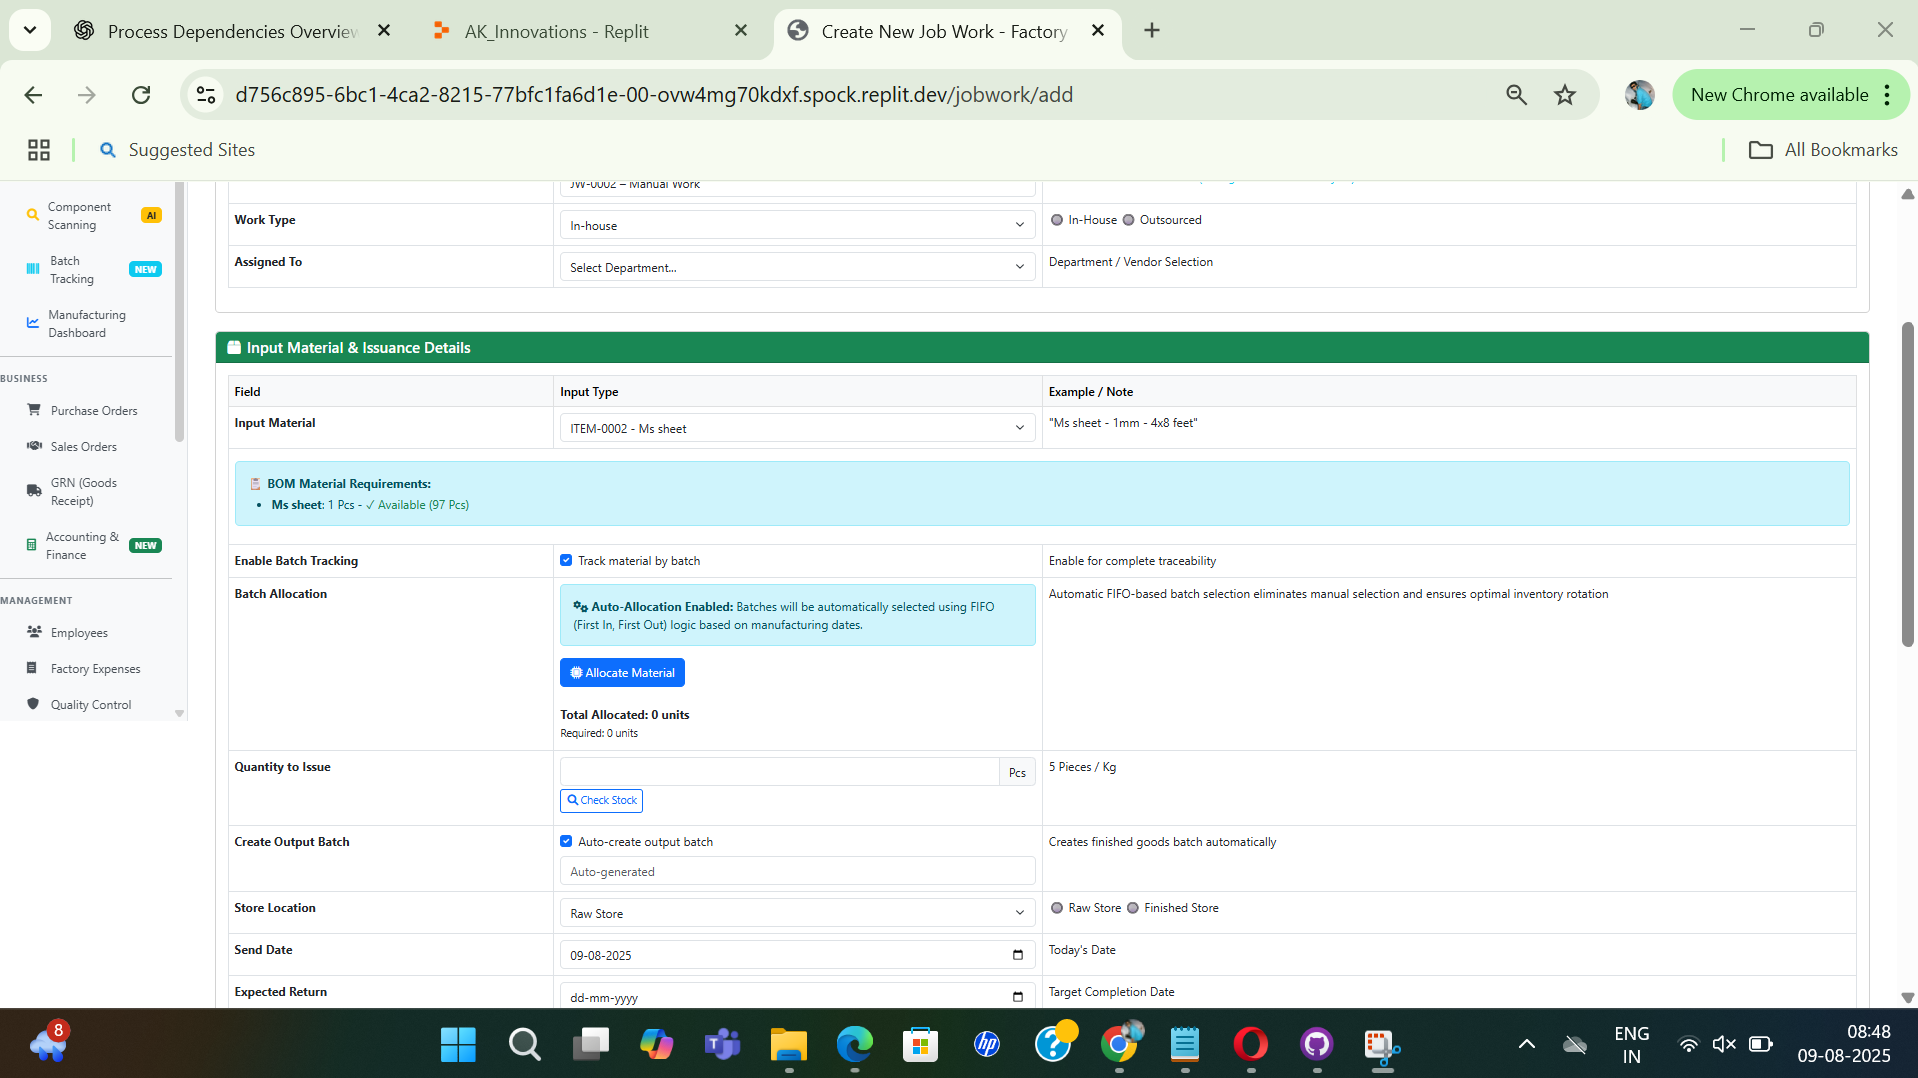 Process Dependencies Overview
AK_Innovations - Replit
Create New Job Work - Factory
d756c895-6bc1-4ca2-8215-77bfc1fa6d1e-00-ovw4mg70kdxf.spock.replit.dev/jobwork/add
New Chrome available
Suggested Sites
All Bookmarks
Component Scanning
AI
Batch Tracking
NEW
Manufacturing Dashboard
BUSINESS
Purchase Orders
Sales Orders
GRN (Goods Receipt)
Accounting & Finance
NEW
MANAGEMENT
Employees
Factory Expenses
Quality Control
JW-0002 – Manual Work
Work Type
In-house
In-House
Outsourced
Assigned To
Select Department...
Department / Vendor Selection
Input Material & Issuance Details
Field
Input Type
Example / Note
Input Material
ITEM-0002 - Ms sheet
"Ms sheet - 1mm - 4x8 feet"
BOM Material Requirements:
• Ms sheet: 1 Pcs - ✓ Available (97 Pcs)
Enable Batch Tracking
Track material by batch
Enable for complete traceability
Batch Allocation
Auto-Allocation Enabled: Batches will be automatically selected using FIFO
(First In, First Out) logic based on manufacturing dates.
Automatic FIFO-based batch selection eliminates manual selection and ensures optimal inventory rotation
Allocate Material
Total Allocated: 0 units
Required: 0 units
Quantity to Issue
Pcs
5 Pieces / Kg
Check Stock
Create Output Batch
Auto-create output batch
Creates finished goods batch automatically
Auto-generated
Store Location
Raw Store
Raw Store
Finished Store
Send Date
09-08-2025
Today's Date
Expected Return
dd-mm-yyyy
Target Completion Date
8
ENG
IN
08:48
09-08-2025